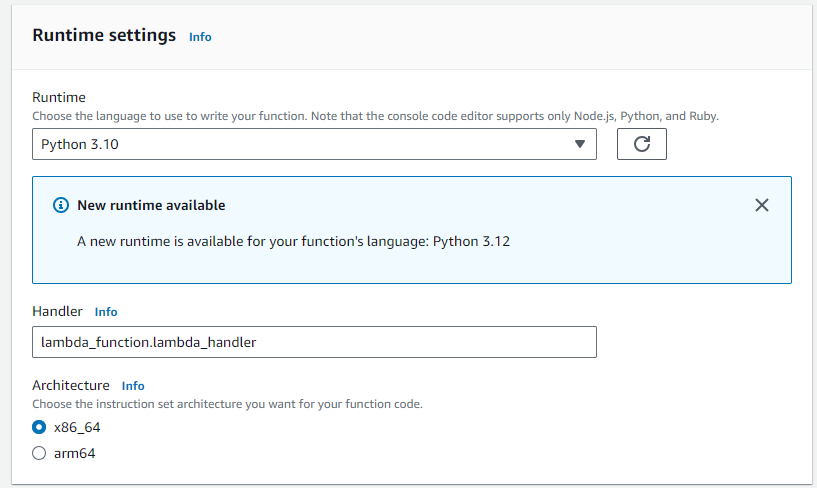 Runtime settings Info
Runtime
Choose the language to use to write your function. Note that the console code editor supports only Node.js, Python, and Ruby.
Python 3.10
New runtime available
A new runtime is available for your function's language: Python 3.12
Handler Info
lambda_function.lambda_handler
Architecture Info
Choose the instruction set architecture you want for your function code.
x86_64
arm64